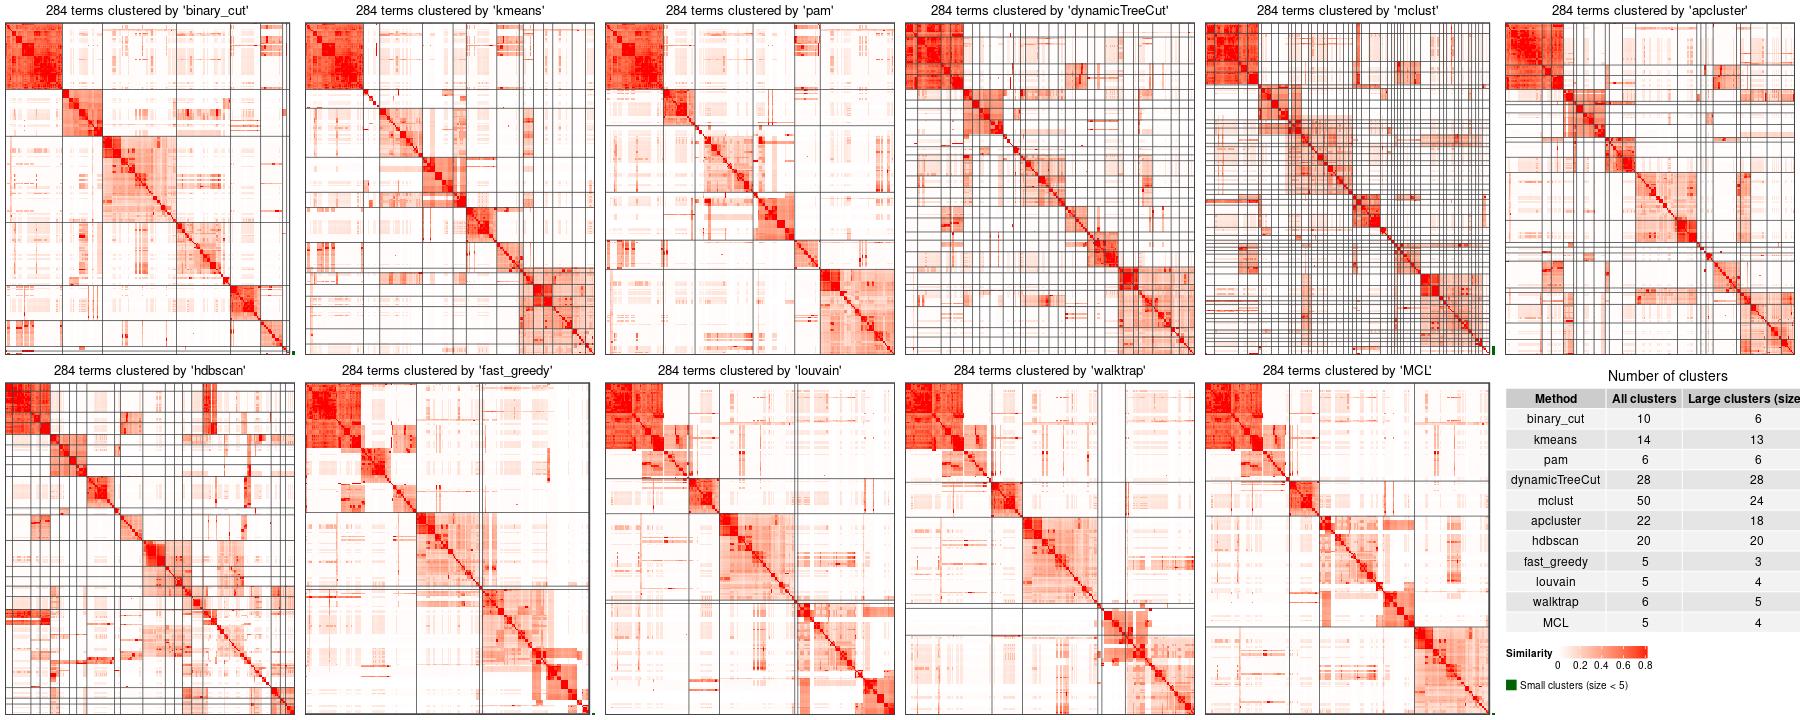 284 terms clustered by 'binary_cut'
284 terms clustered by 'kmeans'
284 terms clustered by 'pam'
284 terms clustered by 'dynamicTreeCut'
284 terms clustered by 'mclust'
284 terms clustered by 'apcluster'
284 terms clustered by 'hdbscan'
284 terms clustered by 'fast_greedy'
284 terms clustered by 'louvain'
284 terms clustered by 'walktrap'
284 terms clustered by 'MCL'
Number of clusters
Method All clusters Large clusters (size
binary_cut 10 6
kmeans 14 13
pam 6 6
dynamicTreeCut 28 28
mclust 50 24
apcluster 22 18
hdbscan 20 20
fast_greedy 5 3
louvain 5 4
walktrap 6 5
MCL 5 4
Similarity
0 0.2 0.4 0.6 0.8
Small clusters (size < 5)